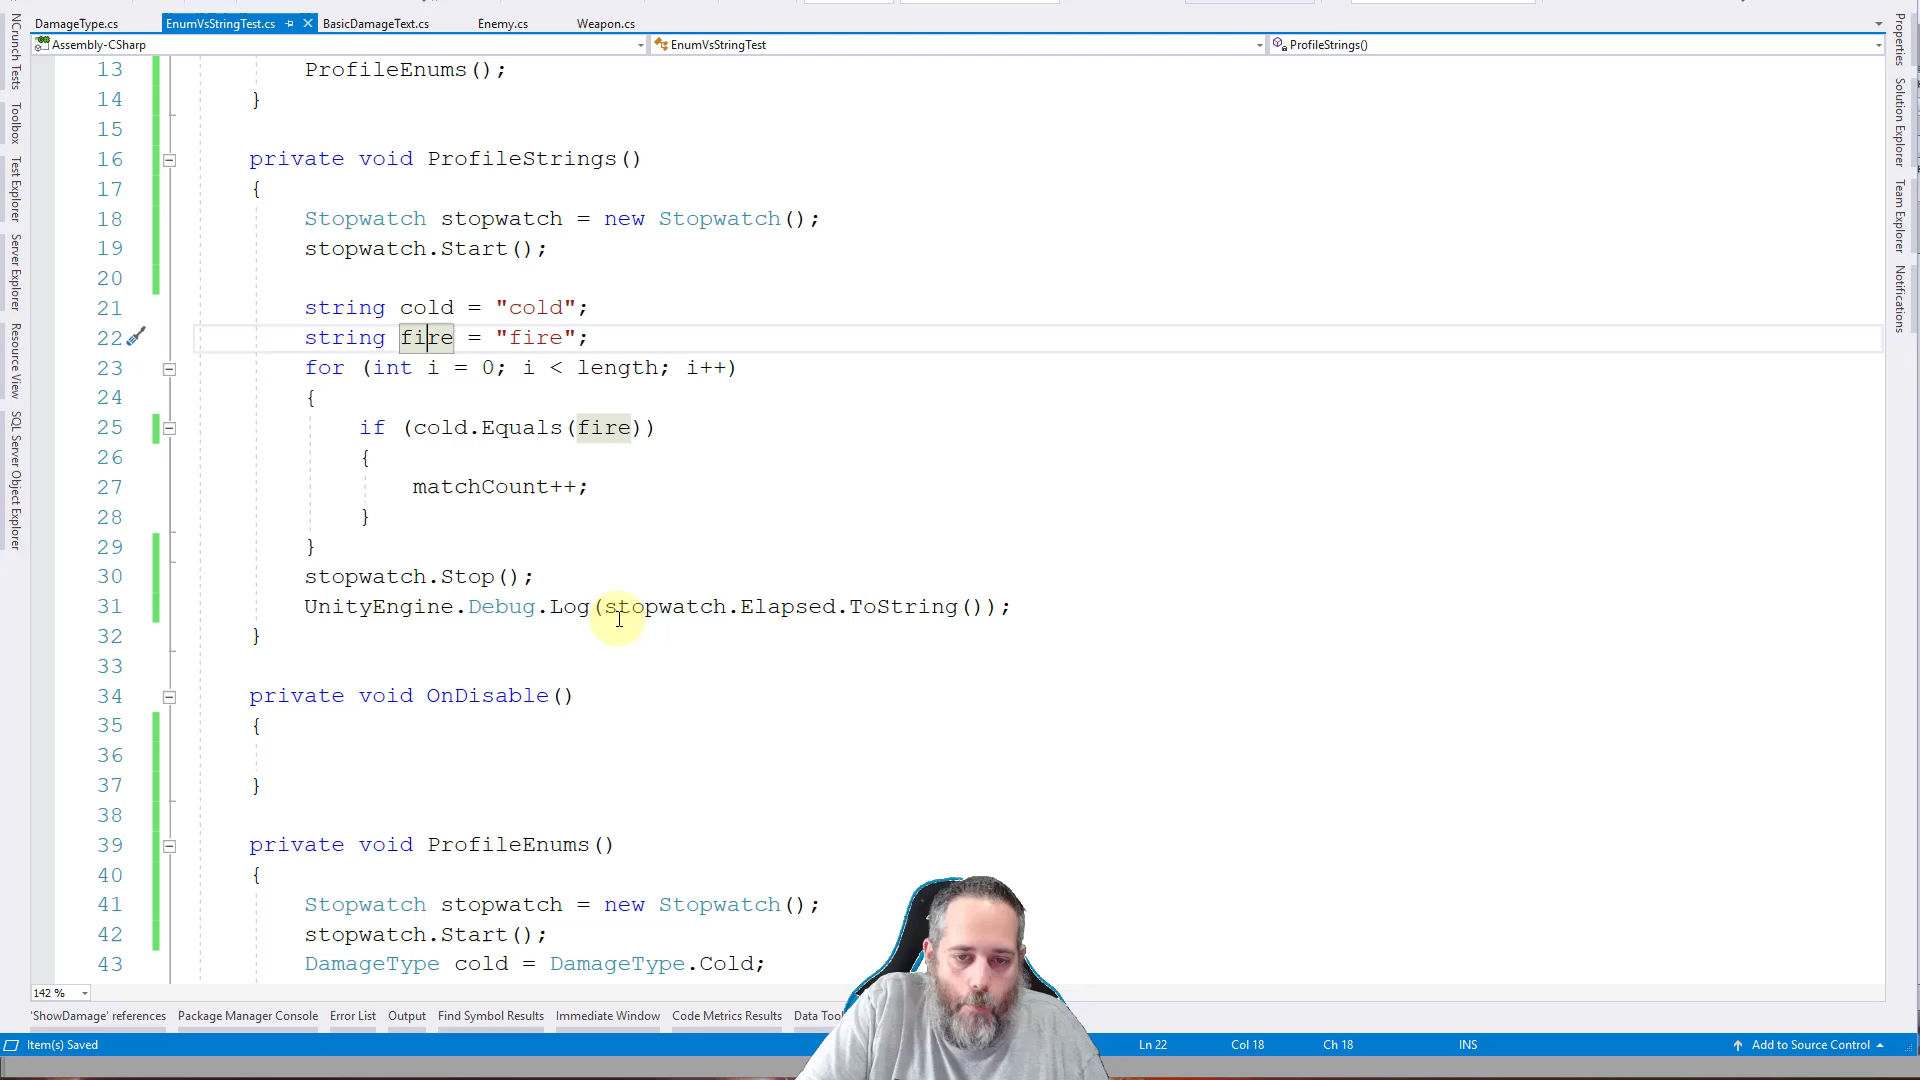 DamageType.cs EnumVsStringTest.cs BasicDamageText.cs Enemy.cs Weapon.cs
Assembly-CSharp EnumVsStringTest ProfileStrings()
13 ProfileEnums();
14 }
15
16 private void ProfileStrings()
17 {
18 Stopwatch stopwatch = new Stopwatch();
19 stopwatch.Start();
20
21 string cold = "cold";
22 string fire = "fire";
23 for (int i = 0; i < length; i++)
24 {
25 if (cold.Equals(fire))
26 {
27 matchCount++;
28 }
29 }
30 stopwatch.Stop();
31 UnityEngine.Debug.Log(stopwatch.Elapsed.ToString());
32 }
33
34 private void OnDisable()
35 {
36
37 }
38
39 private void ProfileEnums()
40 {
41 Stopwatch stopwatch = new Stopwatch();
42 stopwatch.Start();
43 DamageType cold = DamageType.Cold;
142 %
'ShowDamage' references Package Manager Console Error List Output Find Symbol Results Immediate Window Code Metrics Results Data
Item(s) Saved Ln 22 Col 18 Ch 18 INS Add to Source Control
NCrunch Tests
Toolbox
Test Explorer
Server Explorer
Resource View
SQL Server Object Explorer
Properties
Solution Explorer
Team Explorer
Notifications